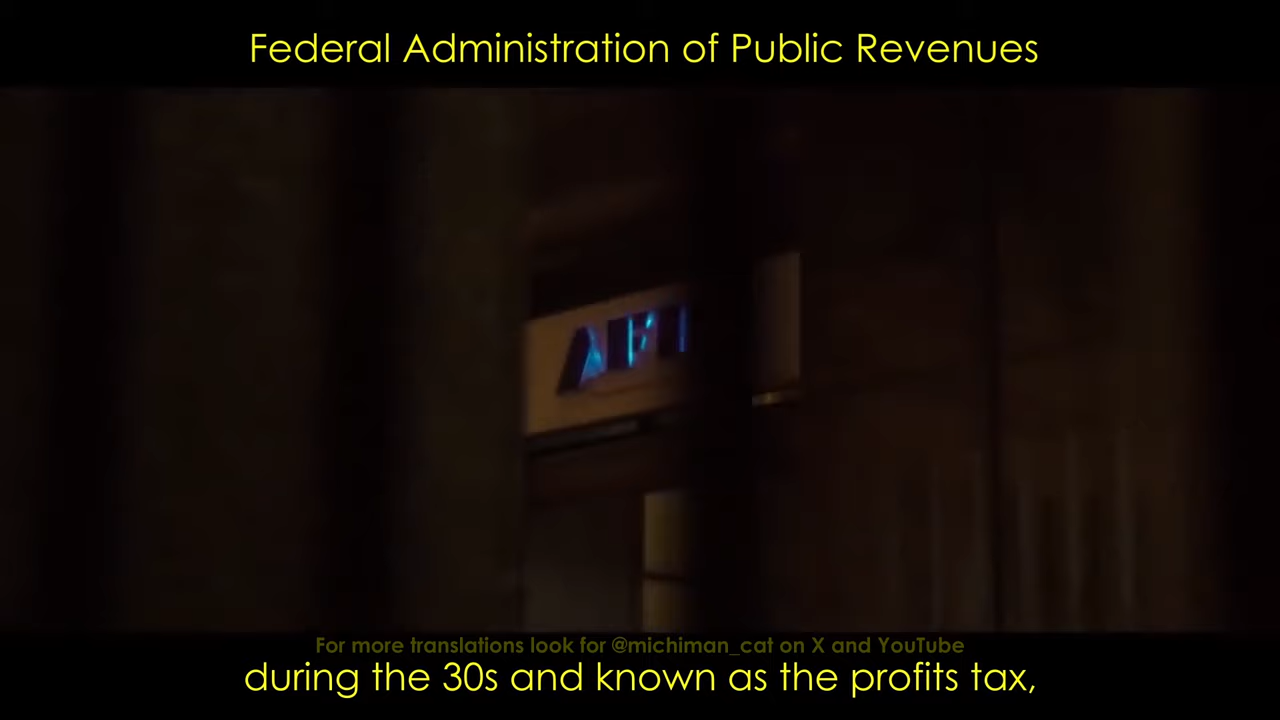 Federal Administration of Public Revenues
For more translations look for @michiman_cat on X and YouTube
during the 30s and known as the profits tax,